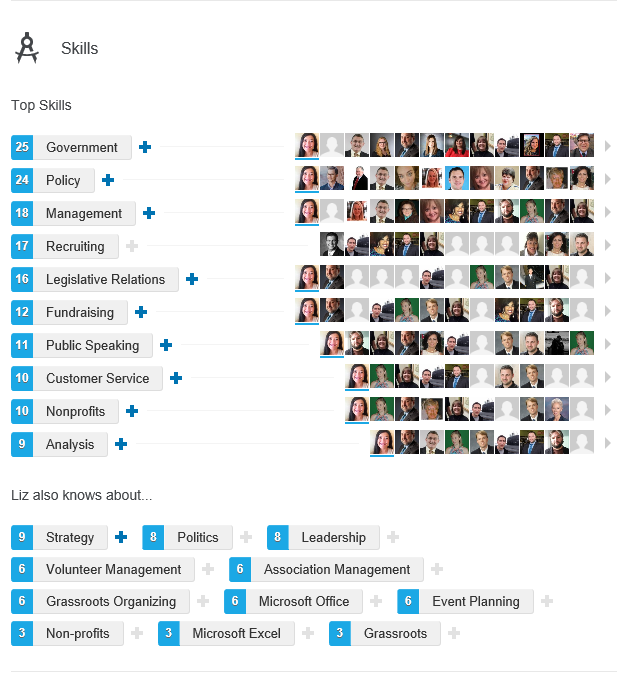 Skills
Top Skills
25 Government
24 Policy
18 Management
17 Recruiting
16 Legislative Relations
12 Fundraising
11 Public Speaking
10 Customer Service
10 Nonprofits
9 Analysis
Liz also knows about...
9 Strategy 8 Politics 8 Leadership
6 Volunteer Management 6 Association Management
6 Grassroots Organizing 6 Microsoft Office 6 Event Planning
3 Non-profits 3 Microsoft Excel 3 Grassroots